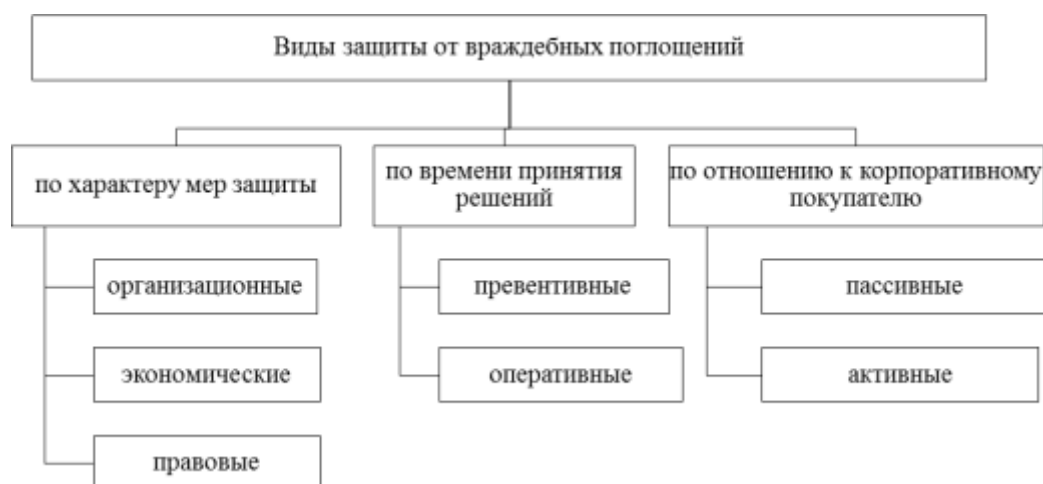 Виды защиты от враждебных поглощений
по характеру мер защиты
организационные
экономические
правовые
по времени принятия
решений
превентивные
оперативные
по отношению к корпоративному
покупателю
пассивные
активные